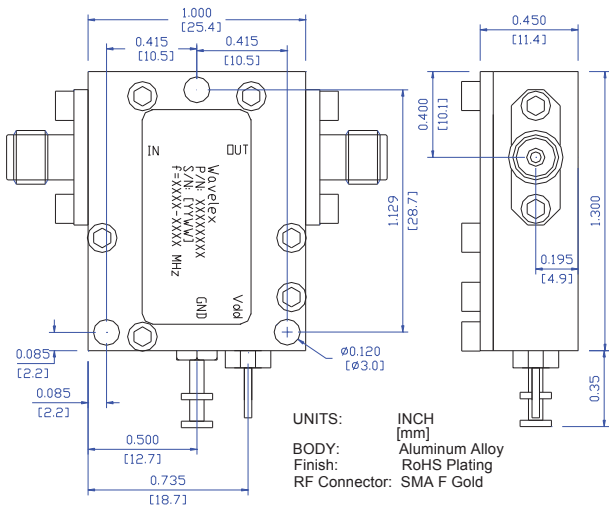 1.000
[25.4]
0.415
[10.5]
0.415
[10.5]
0.450
[11.4]
0.400
[10.1]
IN
OUT
Wavelex
P/N: XXXXXXXXX
S/N: [YYWW]
f=XXXX-XXXX MHz
GND
Vdd
1.129
[28.7]
1.300
0.195
[4.9]
0.085
[2.2]
0.085
[2.2]
Ø0.120
[Ø3.0]
0.35
0.500
[12.7]
0.735
[18.7]
UNITS: INCH
[mm]
BODY: Aluminum Alloy
Finish: RoHS Plating
RF Connector: SMA F Gold